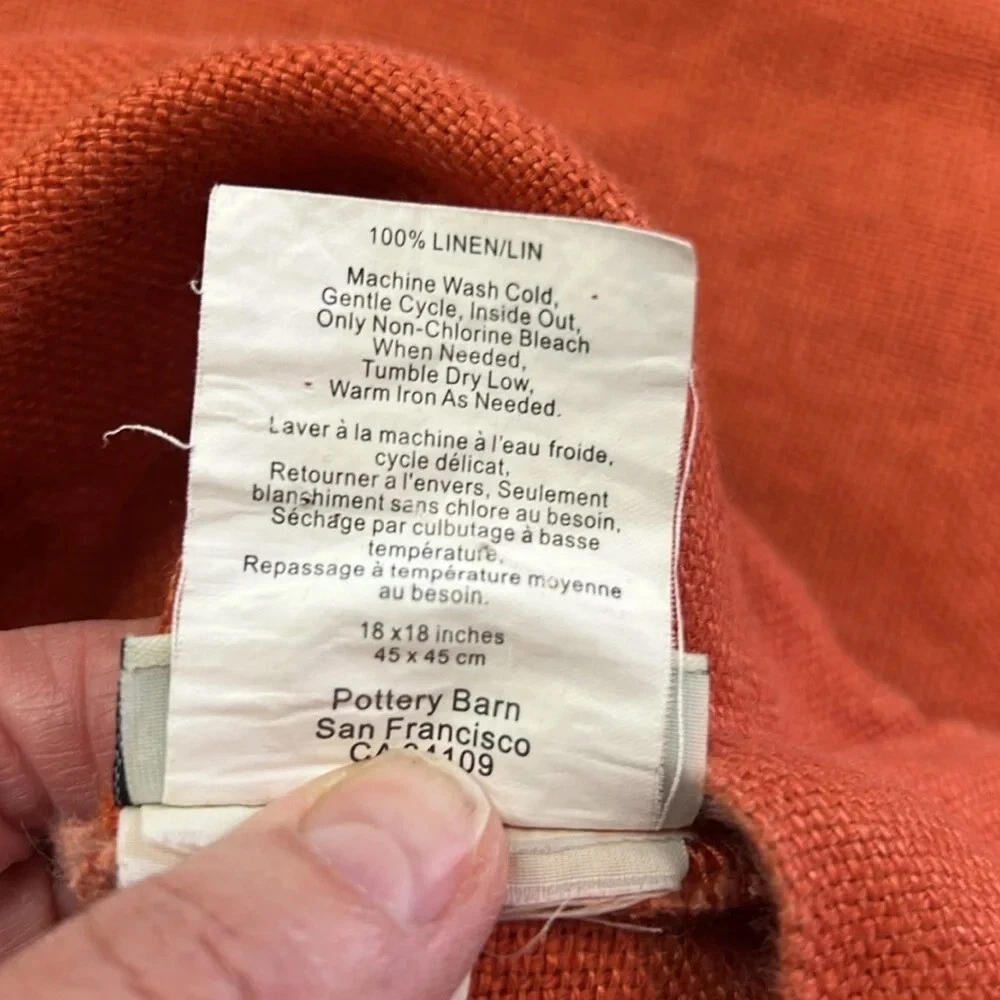 100% LINEN/LIN
Machine Wash Cold,
Gentle Cycle, Inside Out,
Only Non-Chlorine Bleach
When Needed,
Tumble Dry Low,
Warm Iron As Needed.
Laver à la machine à l'eau froide,
cycle délicat,
Retourner a l'envers, Seulement
blanshiment sans chlore au besoin,
Séchage par culbutage à basse
température,
Repassage à température moyenne
au besoin.
18 x18 inches
45 x 45 cm
Pottery Barn
San Francisco
CA 94109